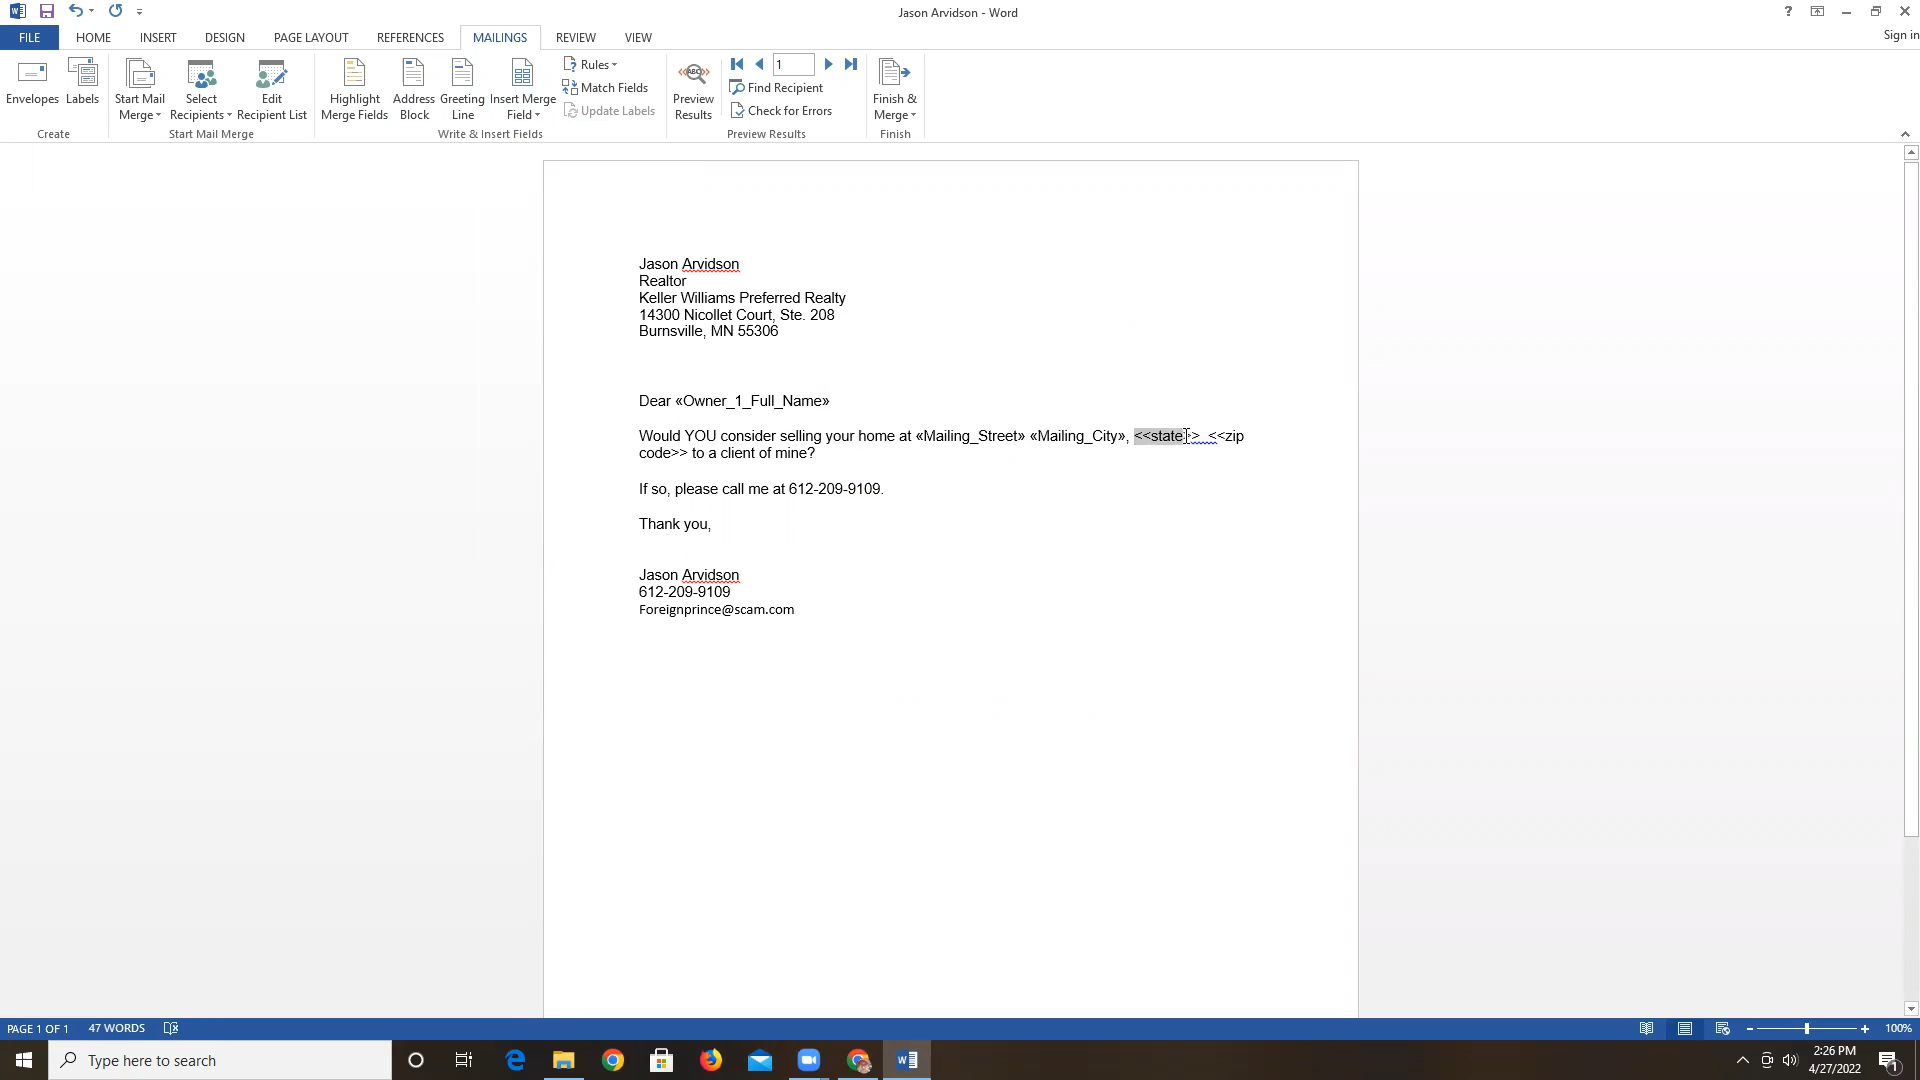 Jason Arvidson - Word
Sign in
FILE HOME INSERT DESIGN PAGE LAYOUT REFERENCES MAILINGS REVIEW VIEW
Envelopes
Labels
Create
Start Mail
Merge
Select
Recipients
Edit
Recipient List
Start Mail Merge
Highlight
Merge Fields
Address
Block
Greeting
Line
Insert Merge
Field
Rules
Match Fields
Update Labels
Write & Insert Fields
ABC
Preview
Results
1
Find Recipient
Check for Errors
Preview Results
Finish &
Merge
Finish
Jason Arvidson
Realtor
Keller Williams Preferred Realty
14300 Nicollet Court, Ste. 208
Burnsville, MN 55306
Dear «Owner_1_Full_Name»
Would YOU consider selling your home at «Mailing_Street» «Mailing_City», <<state>> <<zip
code>> to a client of mine?
If so, please call me at 612-209-9109.
Thank you,
Jason Arvidson
612-209-9109
Foreignprince@scam.com
PAGE 1 OF 1 47 WORDS 100%
Type here to search
2:26 PM
4/27/2022
1